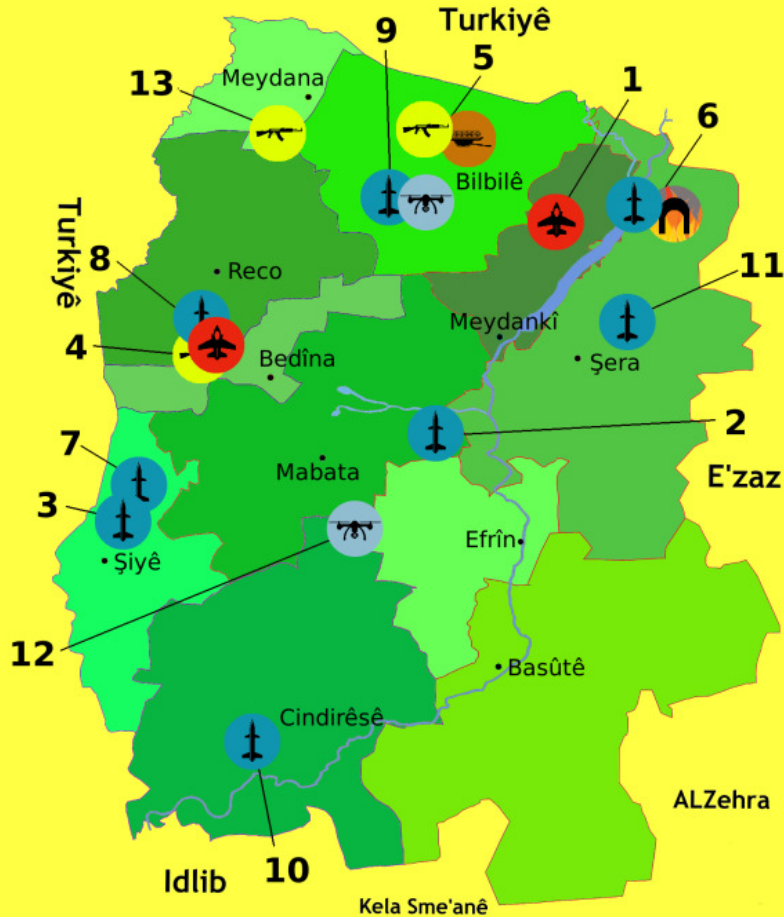 Turkiyê
9
5
13
Meydana
1
6
Bilbilê
Turkiyê
8
Reco
11
Meydankî
4
Bedîna
Şera
2
7
Mabata
E'zaz
3
Efrîn
Şiyê
12
Basûtê
Cindirêsê
ALZehra
10
Idlib
Kela Sme'anê